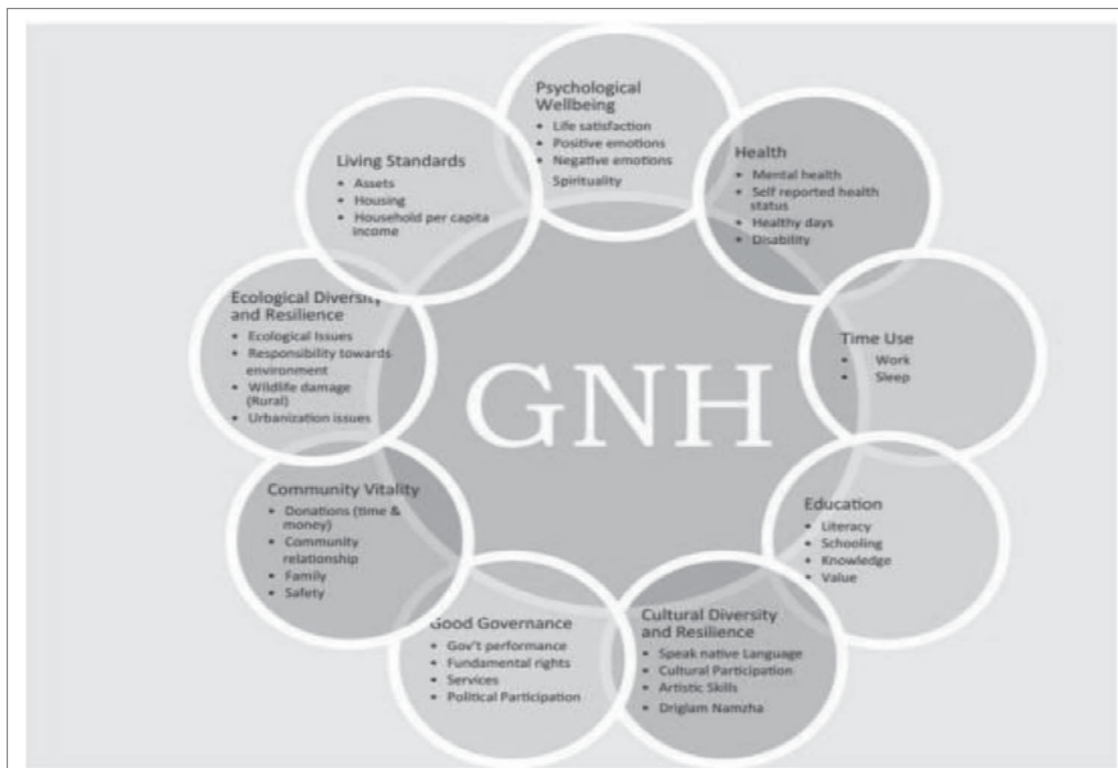 Psychological
Wellbeing
• Life satisfaction
• Positive emotions
• Negative emotions
Spirituality
Health
• Mental health
• Self reported health
status
• Healthy days
• Disability
Time Use
• Work
• Sleep
Education
• Literacy
• Schooling
• Knowledge
• Value
Cultural Diversity
and Resilience
• Speak native Language
• Cultural Participation
• Artistic Skills
• Driglam Namzha
Good Governance
• Gov't performance
• Fundamental rights
• Services
• Political Participation
Community Vitality
• Donations (time &
money)
• Community
relationship
• Family
• Safety
Ecological Diversity
and Resilience
• Ecological Issues
• Responsibility towards
environment
• Wildlife damage
(Rural)
• Urbanization issues
Living Standards
• Assets
• Housing
• Household per capita
income
GNH